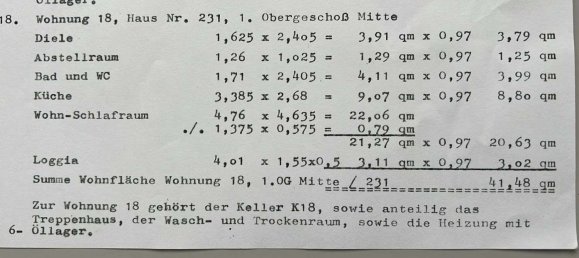 Öllager.
18. Wohnung 18, Haus Nr. 231, 1. Obergeschoß Mitte
Diele 1,625 x 2,405 = 3,91 qm x 0,97 3,79 qm
Abstellraum 1,26 x 1,025 = 1,29 qm x 0,97 1,25 qm
Bad und WC 1,71 x 2,405 = 4,11 qm x 0,97 3,99 qm
Küche 3,385 x 2,68 = 9,07 qm x 0,97 8,80 qm
Wohn-Schlafraum 4,76 x 4,635 = 22,06 qm
./. 1,375 x 0,575 = 0,79 qm
21,27 qm x 0,97 20,63 qm
Loggia 4,01 x 1,55x0,5 3,11 qm x 0,97 3,02 qm
Summe Wohnfläche Wohnung 18, 1.OG Mitte / 231 41,48 qm
Zur Wohnung 18 gehört der Keller K18, sowie anteilig das
Treppenhaus, der Wasch- und Trockenraum, sowie die Heizung mit
6- Öllager.